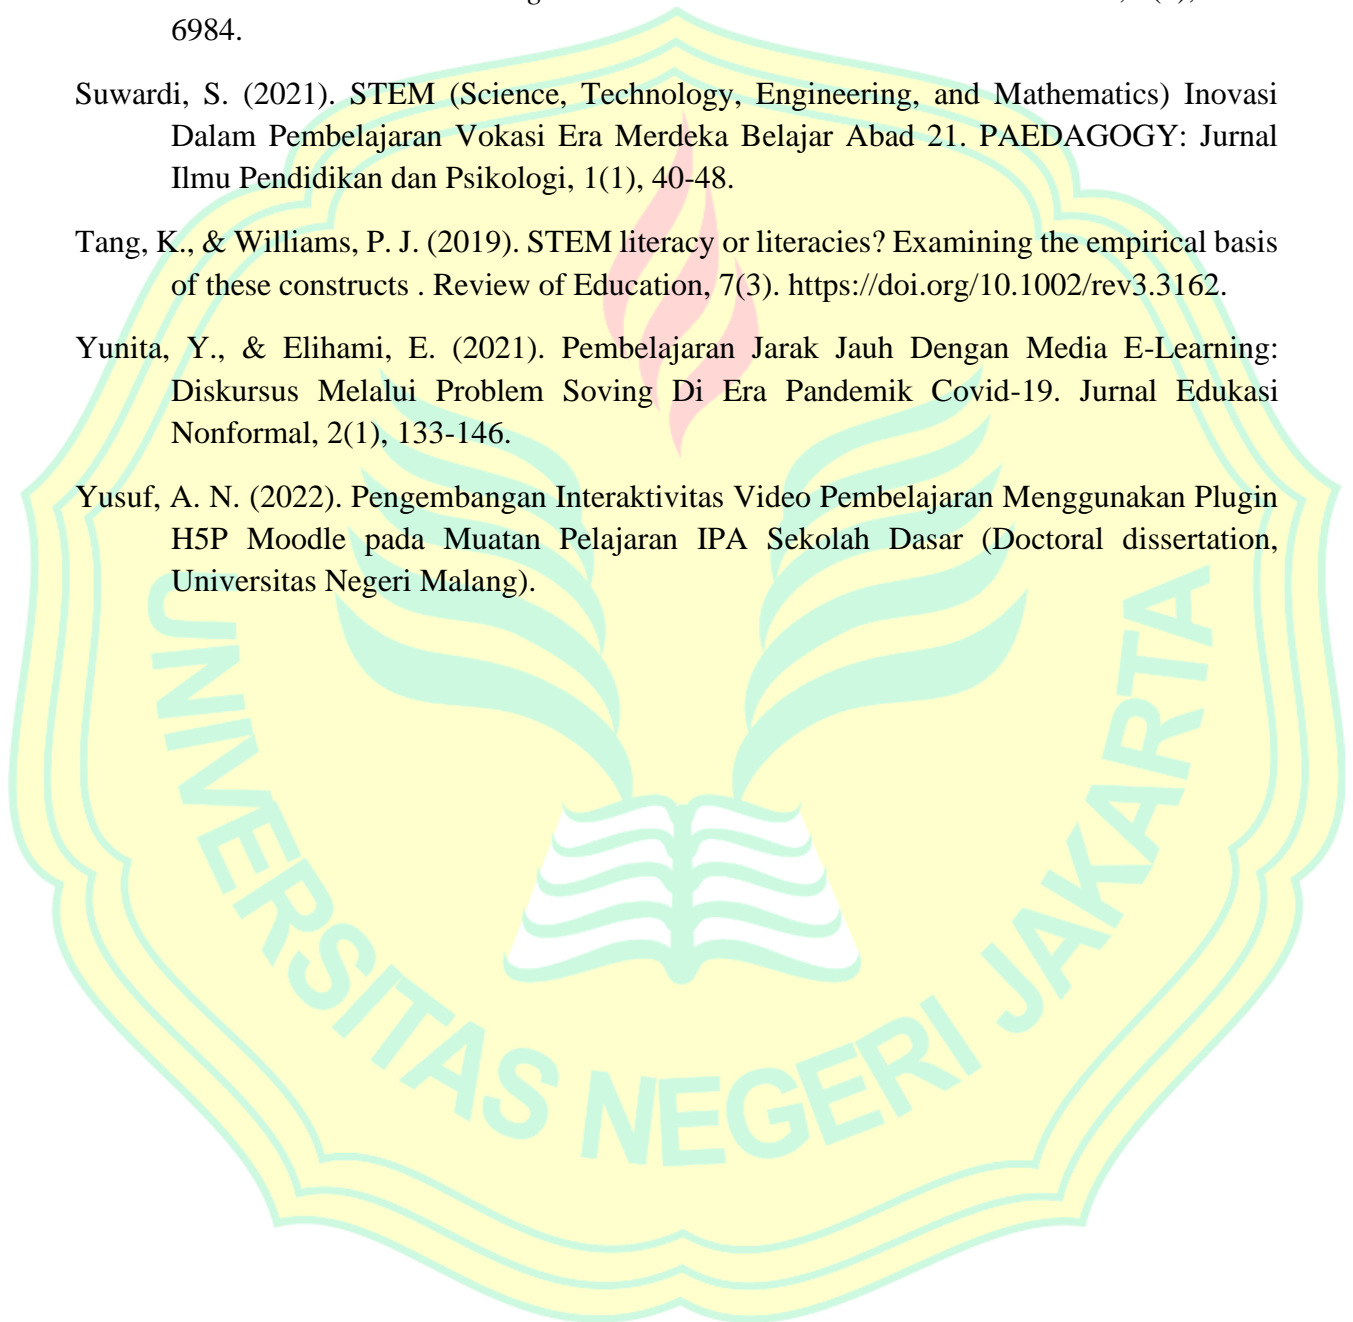 6984.
Suwardi, S. (2021). STEM (Science, Technology, Engineering, and Mathematics) Inovasi
Dalam Pembelajaran Vokasi Era Merdeka Belajar Abad 21. PAEDAGOGY: Jurnal
Ilmu Pendidikan dan Psikologi, 1(1), 40-48.
Tang, K., & Williams, P. J. (2019). STEM literacy or literacies? Examining the empirical basis
of these constructs . Review of Education, 7(3). https://doi.org/10.1002/rev3.3162.
Yunita, Y., & Elihami, E. (2021). Pembelajaran Jarak Jauh Dengan Media E-Learning:
Diskursus Melalui Problem Soving Di Era Pandemik Covid-19. Jurnal Edukasi
Nonformal, 2(1), 133-146.
Yusuf, A. N. (2022). Pengembangan Interaktivitas Video Pembelajaran Menggunakan Plugin
H5P Moodle pada Muatan Pelajaran IPA Sekolah Dasar (Doctoral dissertation,
Universitas Negeri Malang).
UNIVERSITAS NEGERI JAKARTA